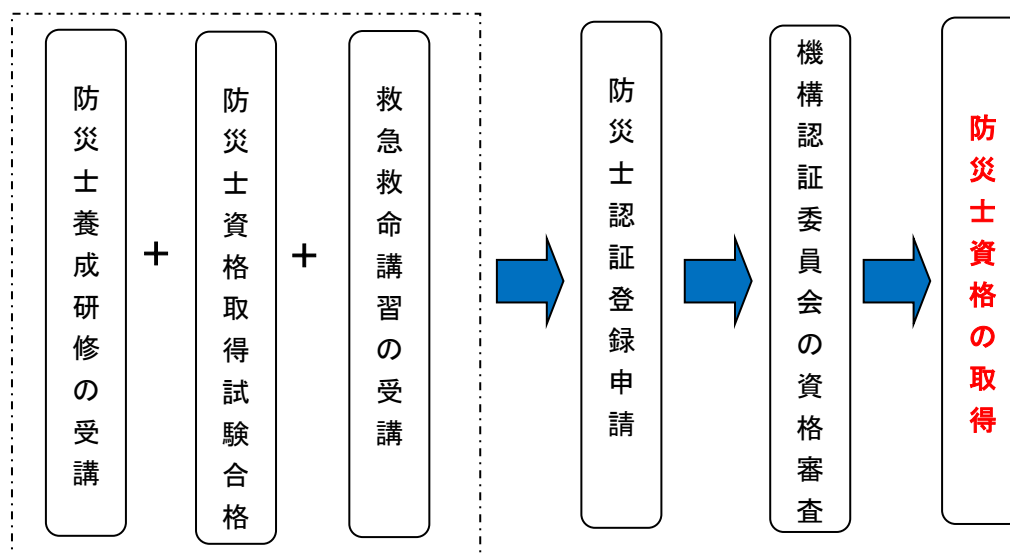 防災士養成研修の受講
+
防災士資格取得試験合格
+
救急救命講習の受講
防災士認証登録申請
機構認証委員会の資格審査
防災士資格の取得